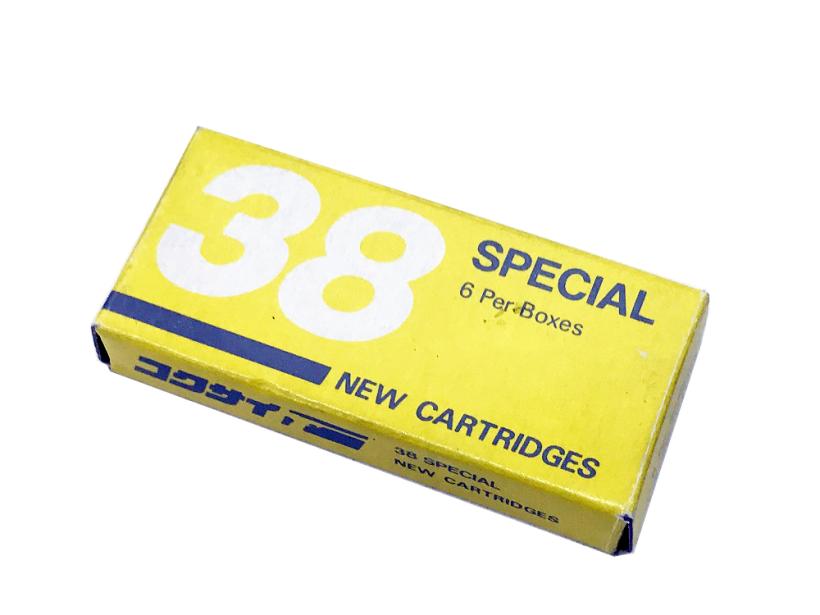 38
SPECIAL
6 Per Boxes
NEW CARTRIDGES
コクサイ
38 SPECIAL
NEW CARTRIDGES